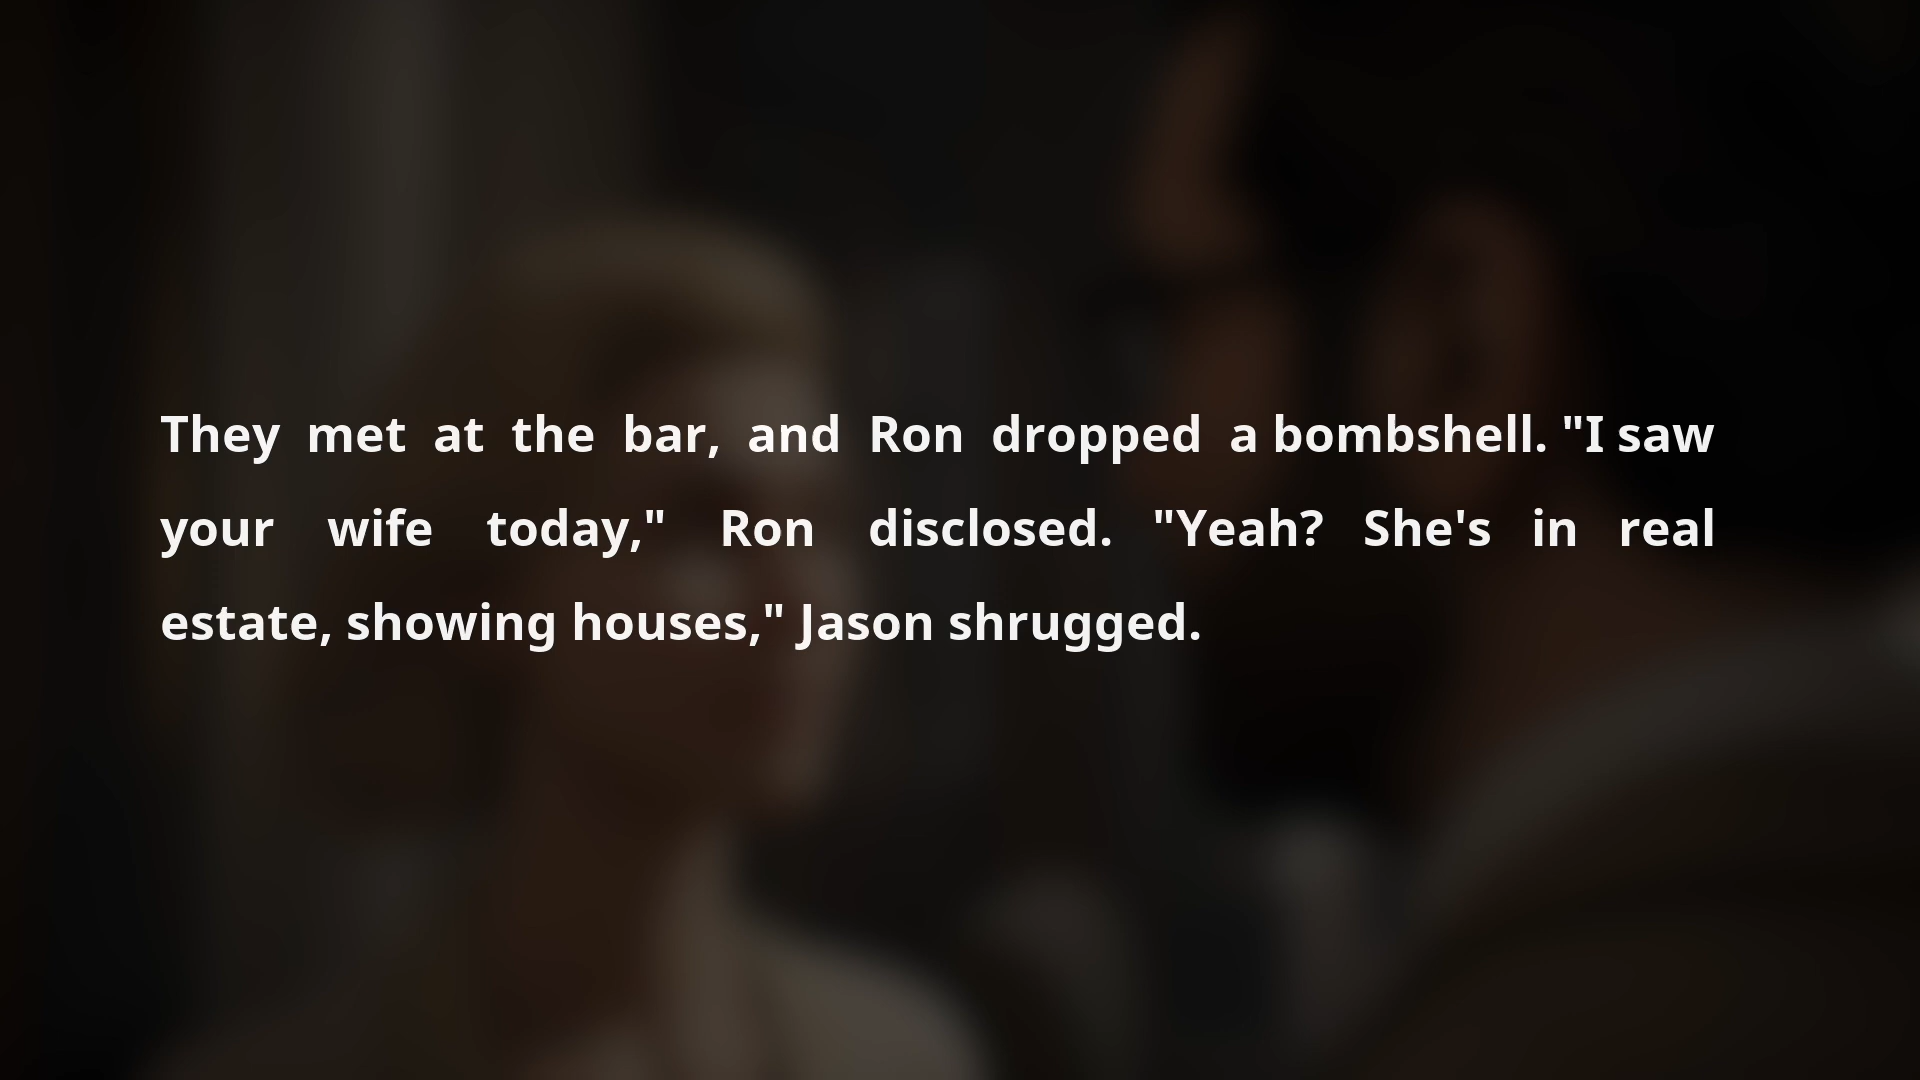 They met at the bar, and Ron dropped a bombshell. "I saw
your wife today," Ron disclosed. "Yeah? She's in real
estate, showing houses," Jason shrugged.